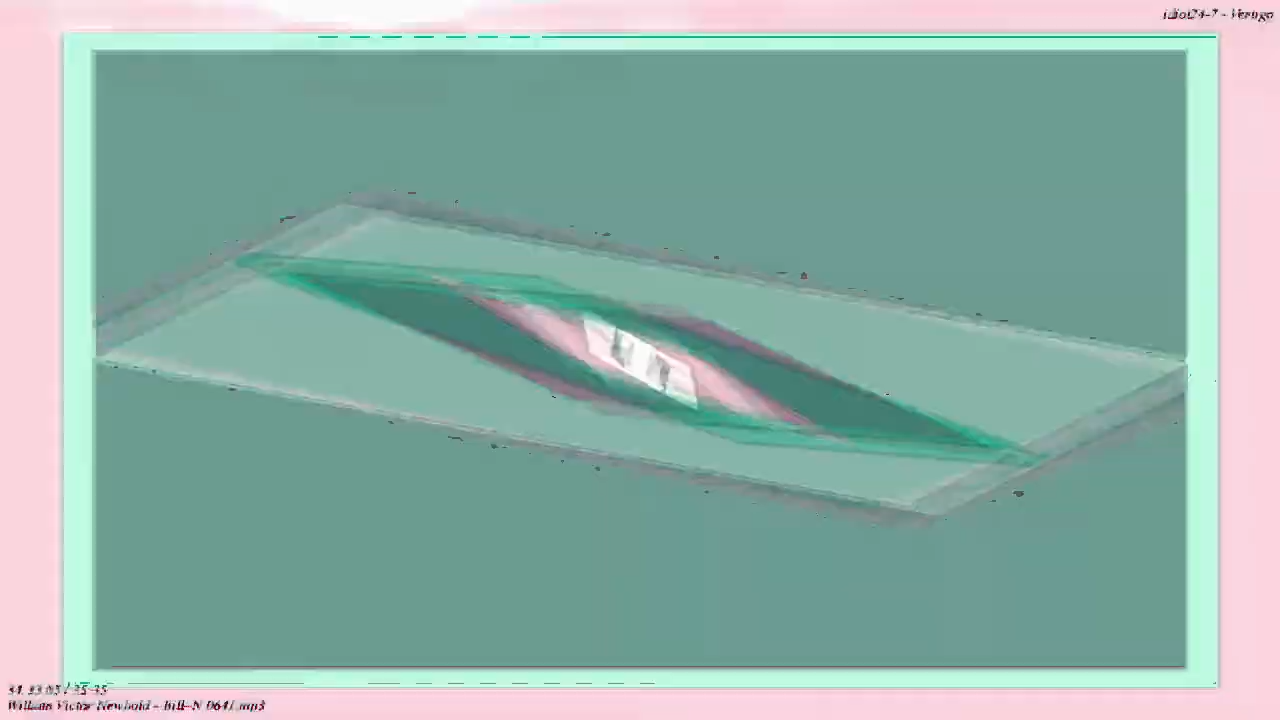 idiot24-7 - Vertigo
William Victor Newbold - bill-N 0641.mp3